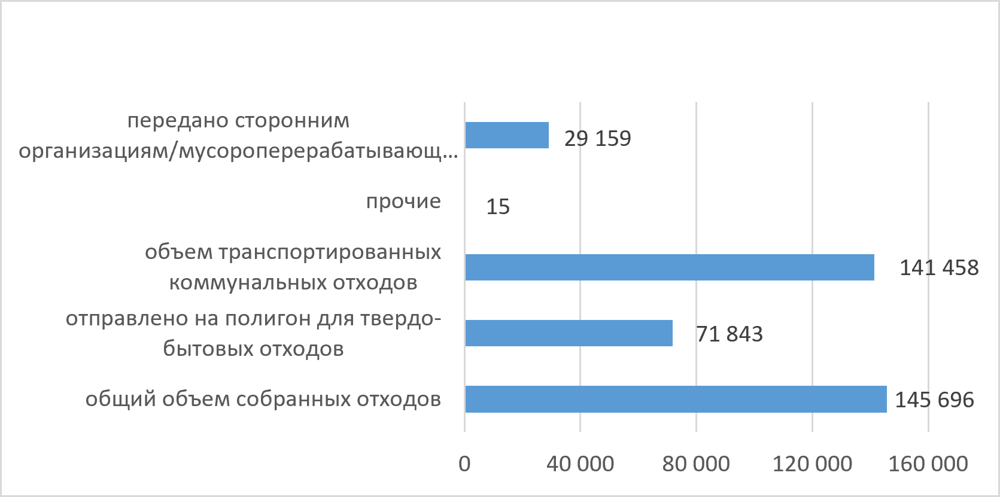 передано сторонним
организациям/мусороперерабатывающ...
29 159
прочие
15
объем транспортированных
коммунальных отходов
141 458
отправлено на полигон для твердо-
бытовых отходов
71 843
общий объем собранных отходов
145 696
0 40 000 80 000 120 000 160 000